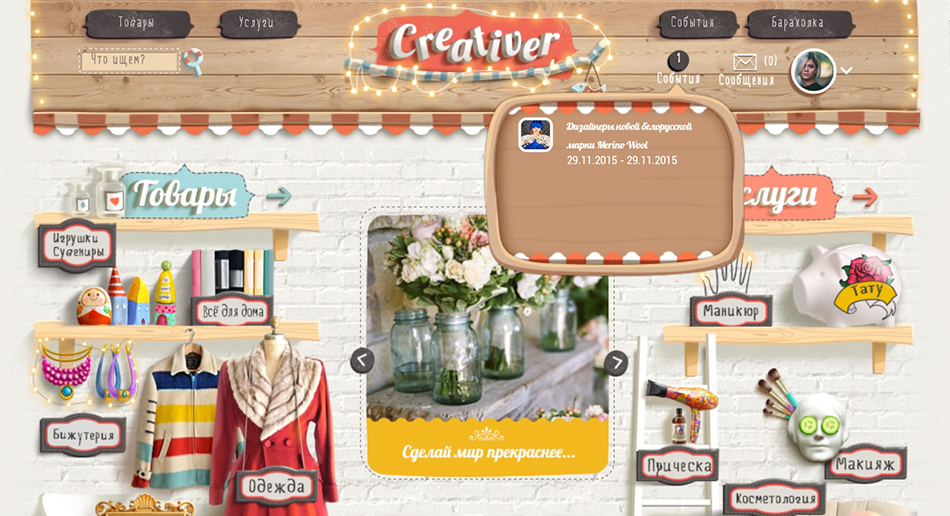 Товары
Услуги
Creativer
События
Барахолка
Что ищем?
1
События
(0)
Сообщения
Дизайнеры новой белорусской
марки Merino Wool
29.11.2015 - 29.11.2015
Товары
слуги
Игрушки
Сувениры
Всё для дома
Маникюр
Тату
Бижутерия
Одежда
Сделай мир прекраснее...
Прическа
Макияж
Косметология